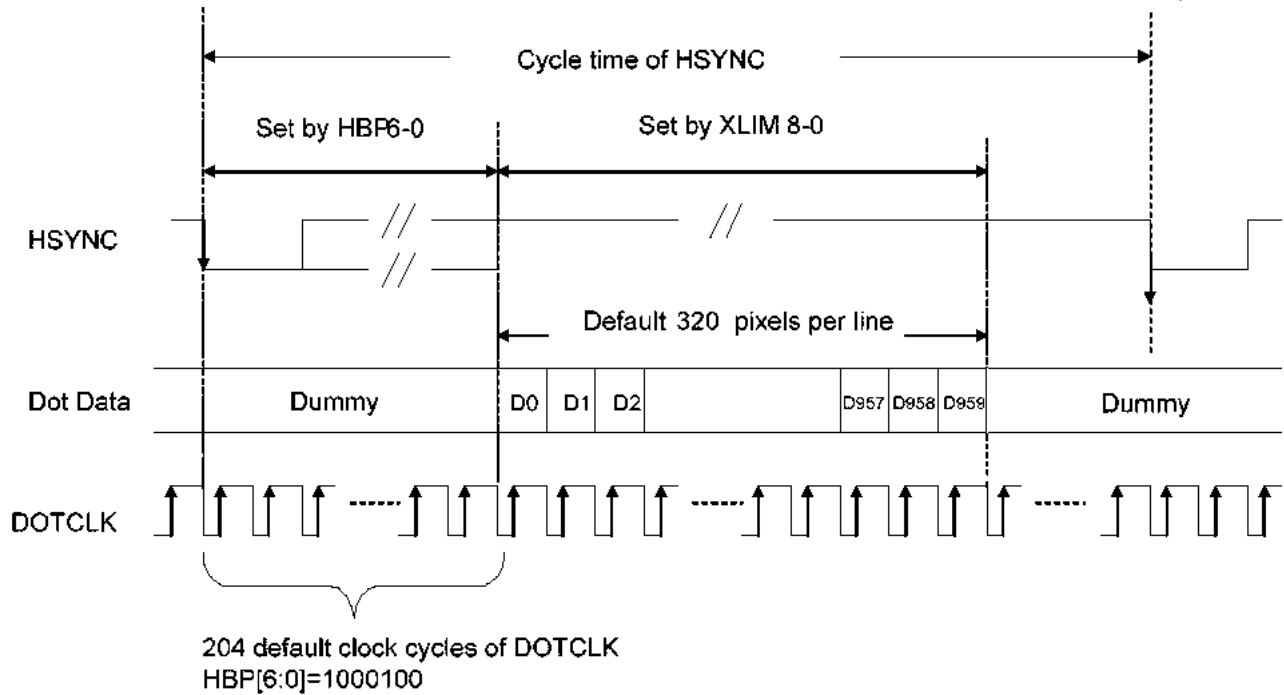 Cycle time of HSYNC
Set by HBP6-0
Set by XLIM 8-0
HSYNC
Default 320 pixels per line
Dot Data
Dummy
D0
D1
D2
D957
D958
D959
Dummy
DOTCLK
204 default clock cycles of DOTCLK
HBP[6:0]=1000100